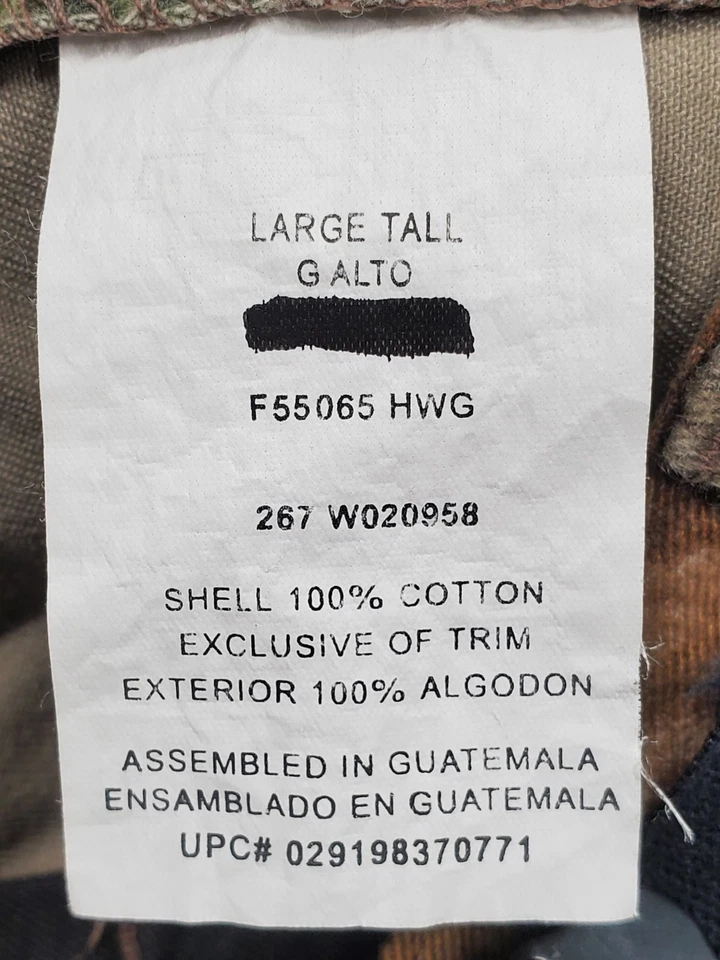 LARGE TALL
G ALTO
F55065 HWG
267 W020958
SHELL 100% COTTON
EXCLUSIVE OF TRIM
EXTERIOR 100% ALGODON
ASSEMBLED IN GUATEMALA
ENSAMBLADO EN GUATEMALA
UPC# 029198370771